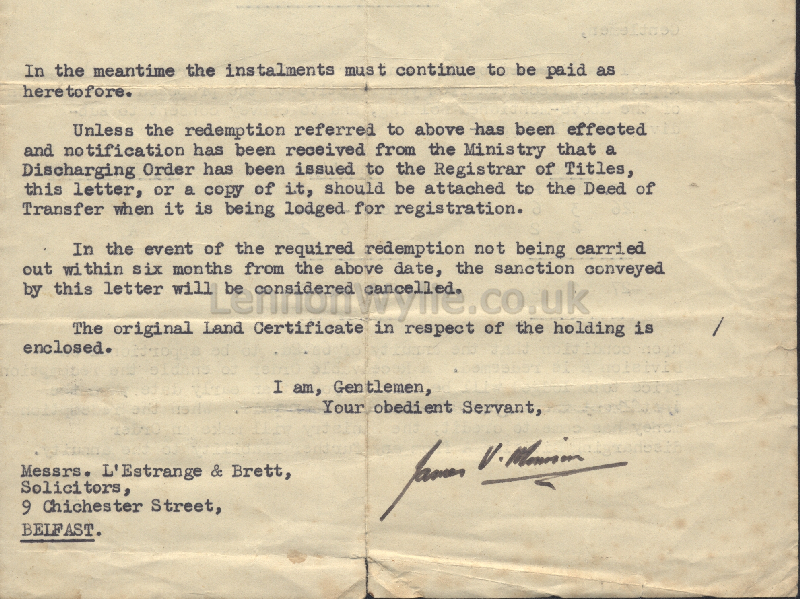 In the meantime the instalments must continue to be paid as
heretofore.
Unless the redemption referred to above has been effected
and notification has been received from the Ministry that a
Discharging Order has been issued to the Registrar of Titles,
this letter, or a copy of it, should be attached to the Deed of
Transfer when it is being lodged for registration.
In the event of the required redemption not being carried
out within six months from the above date, the sanction conveyed
by this letter will be considered cancelled.
LennonWylie.co.uk
The original Land Certificate in respect of the holding is
enclosed.
I am, Gentlemen,
Your obedient Servant,
James V.
Messrs. L'Estrange & Brett,
Solicitors,
9 Chichester Street,
BELFAST.